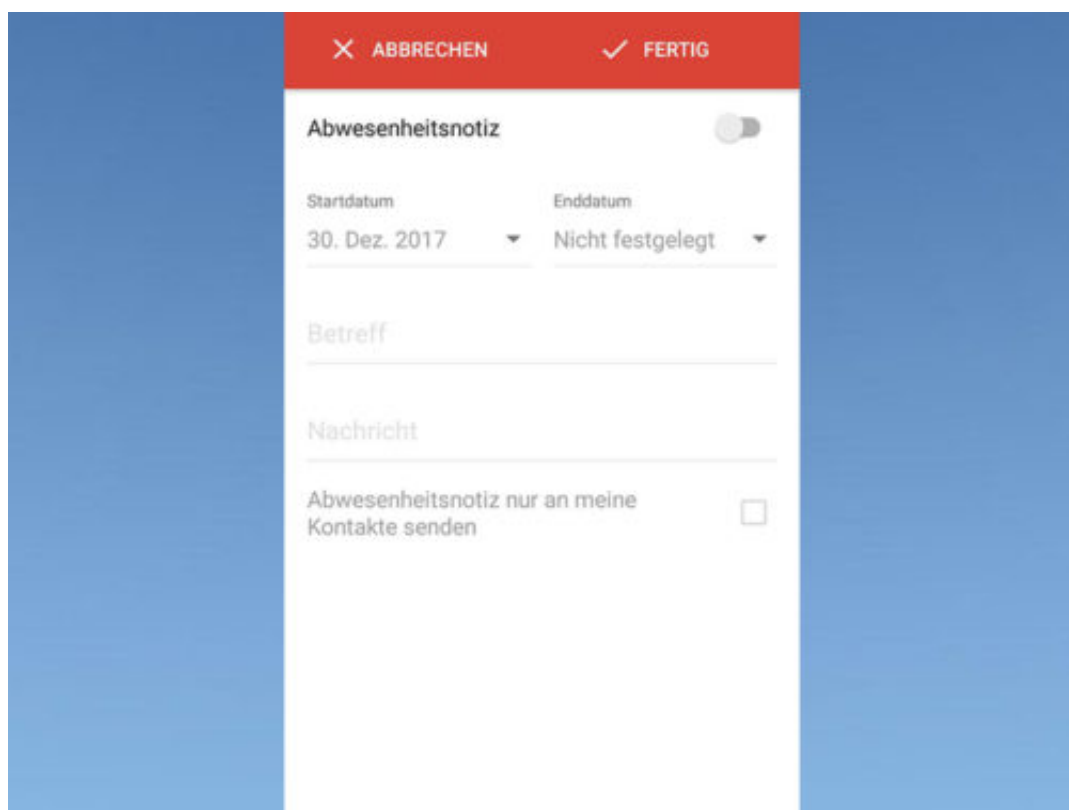 ABBRECHEN FERTIG
Abwesenheitsnotiz
Startdatum Enddatum
30. Dez. 2017 Nicht festgelegt
Betreff
Nachricht
Abwesenheitsnotiz nur an meine
Kontakte senden